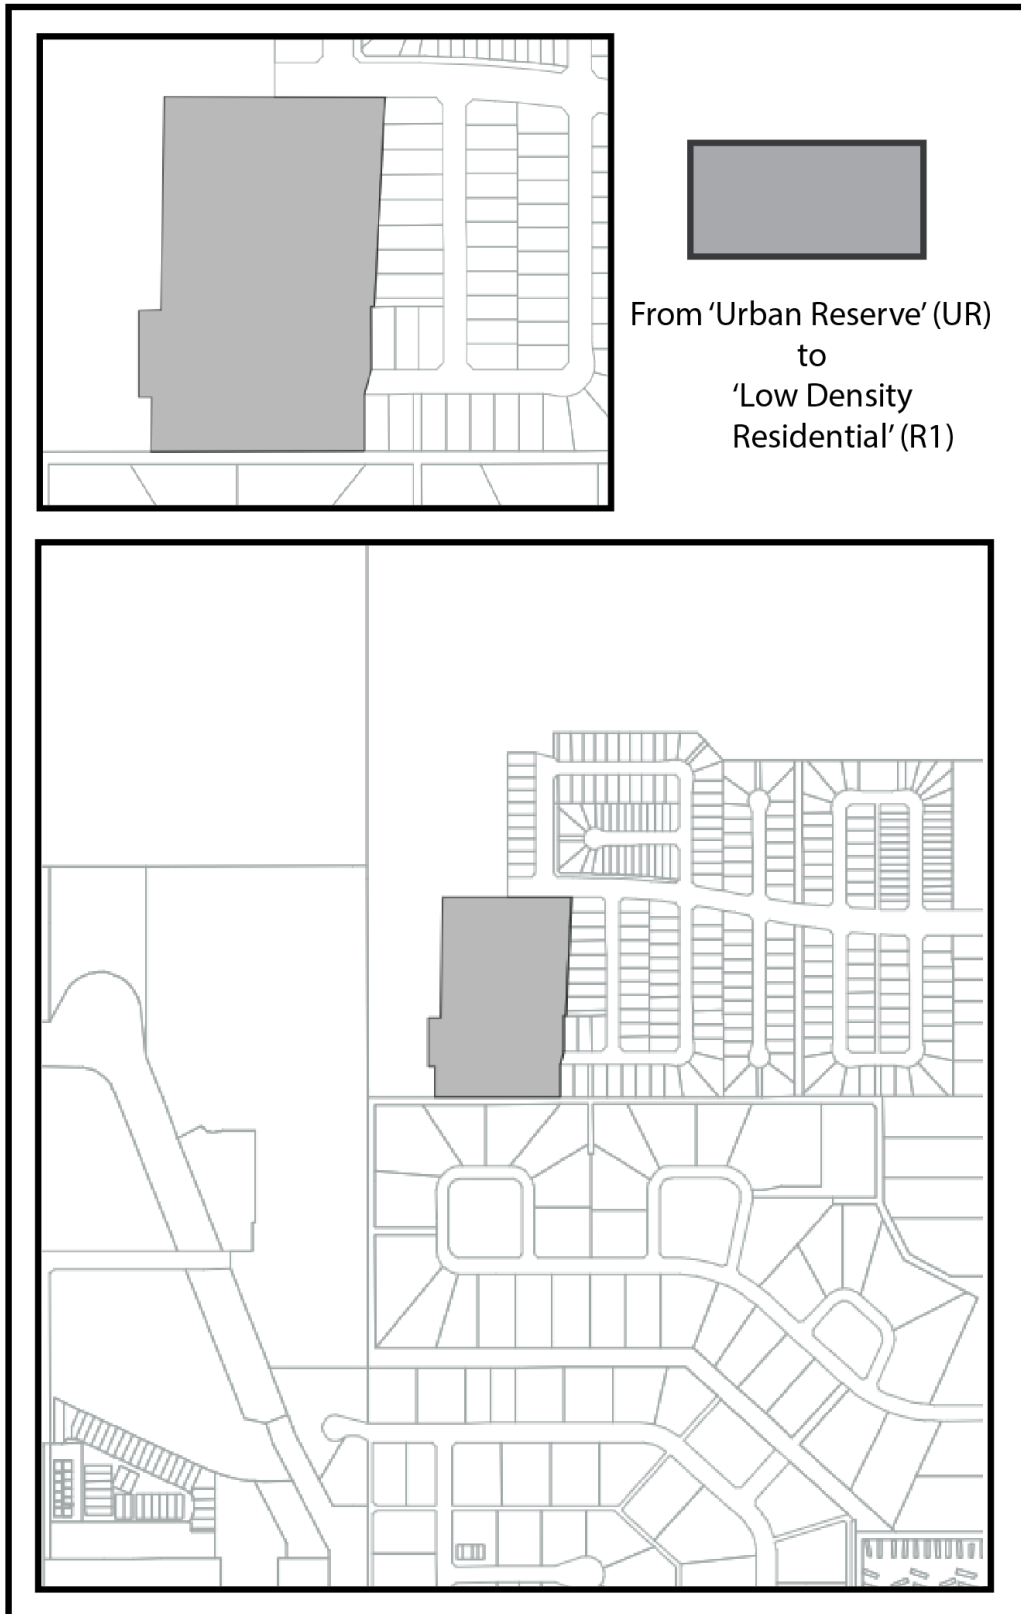 From ‘Urban Reserve’ (UR)
to
‘Low Density
Residential’ (R1)